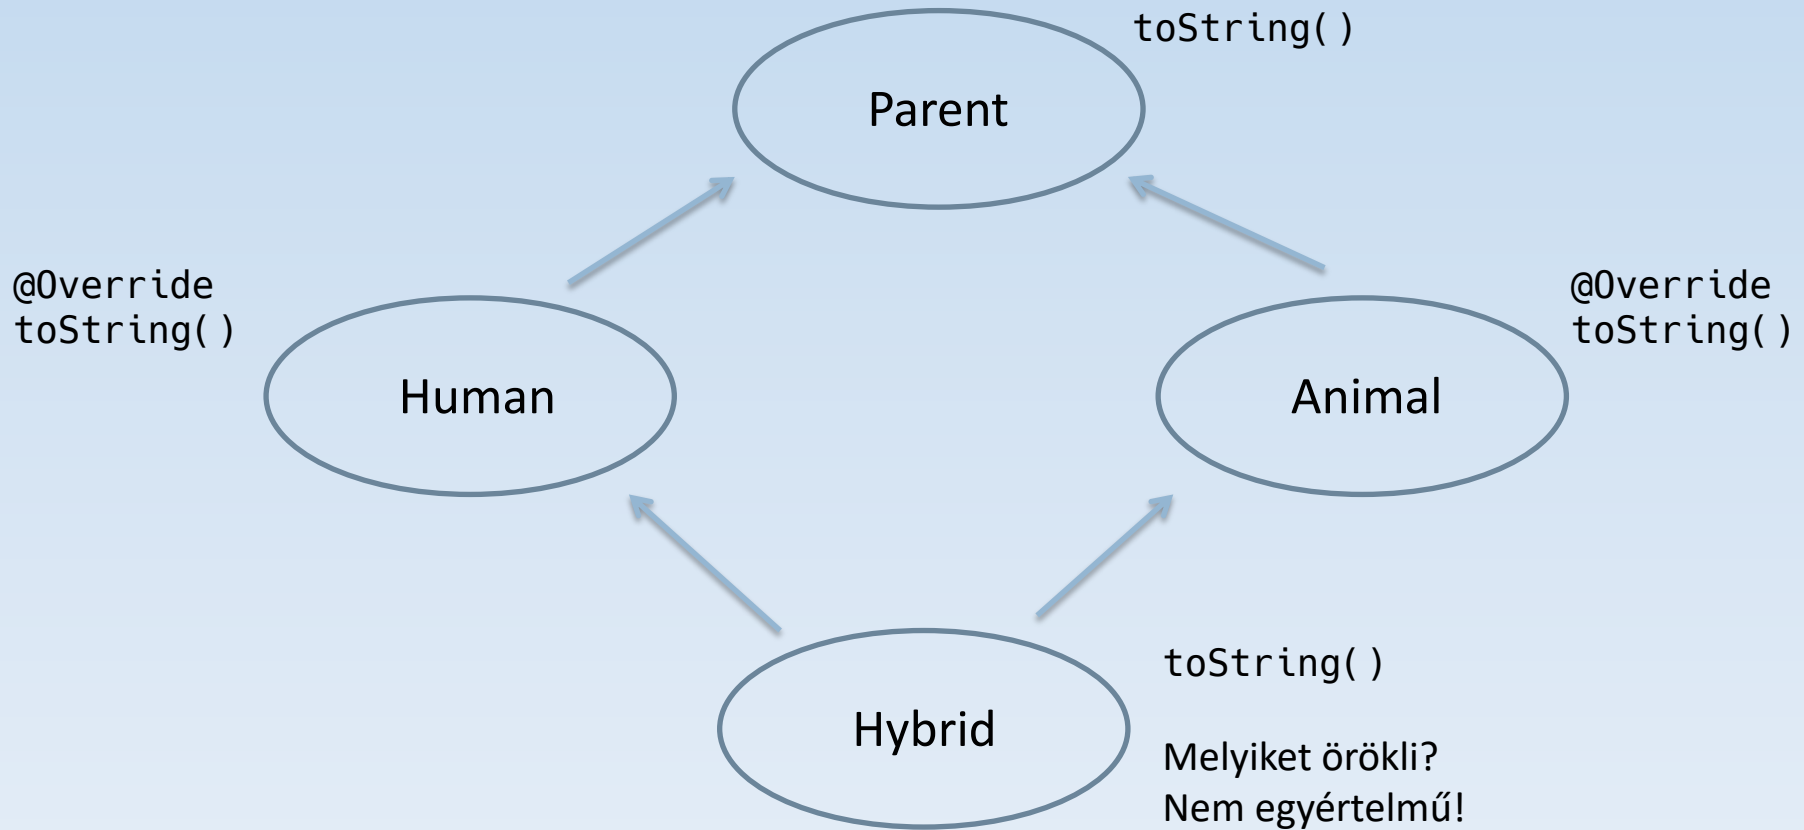 toString()
Parent
@Override
toString()
@Override
toString()
Human
Animal
toString()
Hybrid
Melyiket örökli?
Nem egyértelmű!